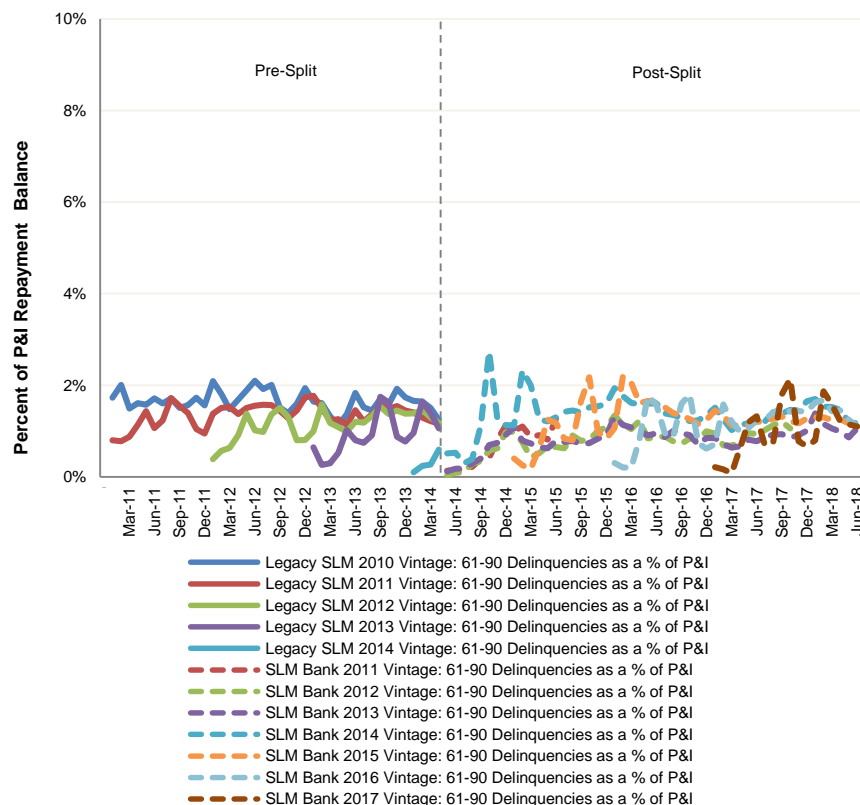 10%
8%
6%
4%
2%
0%
Percent of P&I Repayment Balance
Pre-Split
Post-Split
Mar-11
Jun-11
Sep-11
Dec-11
Mar-12
Jun-12
Sep-12
Dec-12
Mar-13
Jun-13
Sep-13
Dec-13
Mar-14
Jun-14
Sep-14
Dec-14
Mar-15
Jun-15
Sep-15
Dec-15
Mar-16
Jun-16
Sep-16
Dec-16
Mar-17
Jun-17
Sep-17
Dec-17
Mar-18
Jun-18
Legacy SLM 2010 Vintage: 61-90 Delinquencies as a % of P&I
Legacy SLM 2011 Vintage: 61-90 Delinquencies as a % of P&I
Legacy SLM 2012 Vintage: 61-90 Delinquencies as a % of P&I
Legacy SLM 2013 Vintage: 61-90 Delinquencies as a % of P&I
Legacy SLM 2014 Vintage: 61-90 Delinquencies as a % of P&I
SLM Bank 2011 Vintage: 61-90 Delinquencies as a % of P&I
SLM Bank 2012 Vintage: 61-90 Delinquencies as a % of P&I
SLM Bank 2013 Vintage: 61-90 Delinquencies as a % of P&I
SLM Bank 2014 Vintage: 61-90 Delinquencies as a % of P&I
SLM Bank 2015 Vintage: 61-90 Delinquencies as a % of P&I
SLM Bank 2016 Vintage: 61-90 Delinquencies as a % of P&I
SLM Bank 2017 Vintage: 61-90 Delinquencies as a % of P&I